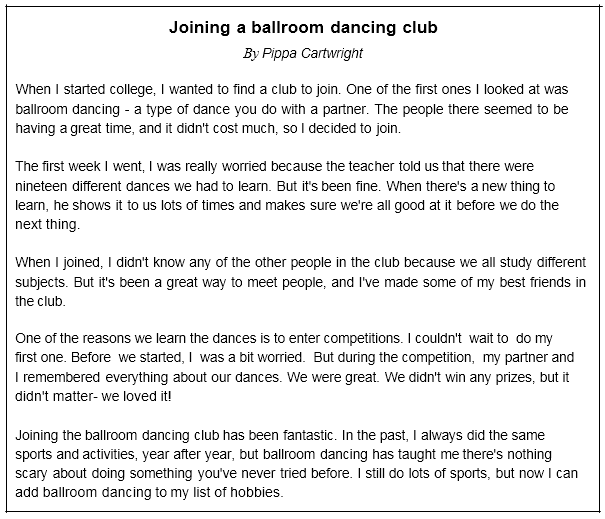 Joining a ballroom dancing club
By Pippa Cartwright
When I started college, I wanted to find a club to join. One of the first ones I looked at was
ballroom dancing - a type of dance you do with a partner. The people there seemed to be
having a great time, and it didn't cost much, so I decided to join.
The first week I went, I was really worried because the teacher told us that there were
nineteen different dances we had to learn. But it's been fine. When there's a new thing to
learn, he shows it to us lots of times and makes sure we're all good at it before we do the
next thing.
When I joined, I didn't know any of the other people in the club because we all study different
subjects. But it's been a great way to meet people, and I've made some of my best friends in
the club.
One of the reasons we learn the dances is to enter competitions. I couldn't wait to do my
first one. Before we started, I was a bit worried. But during the competition, my partner and
I remembered everything about our dances. We were great. We didn't win any prizes, but it
didn't matter- we loved it!
Joining the ballroom dancing club has been fantastic. In the past, I always did the same
sports and activities, year after year, but ballroom dancing has taught me there's nothing
scary about doing something you've never tried before. I still do lots of sports, but now I can
add ballroom dancing to my list of hobbies.